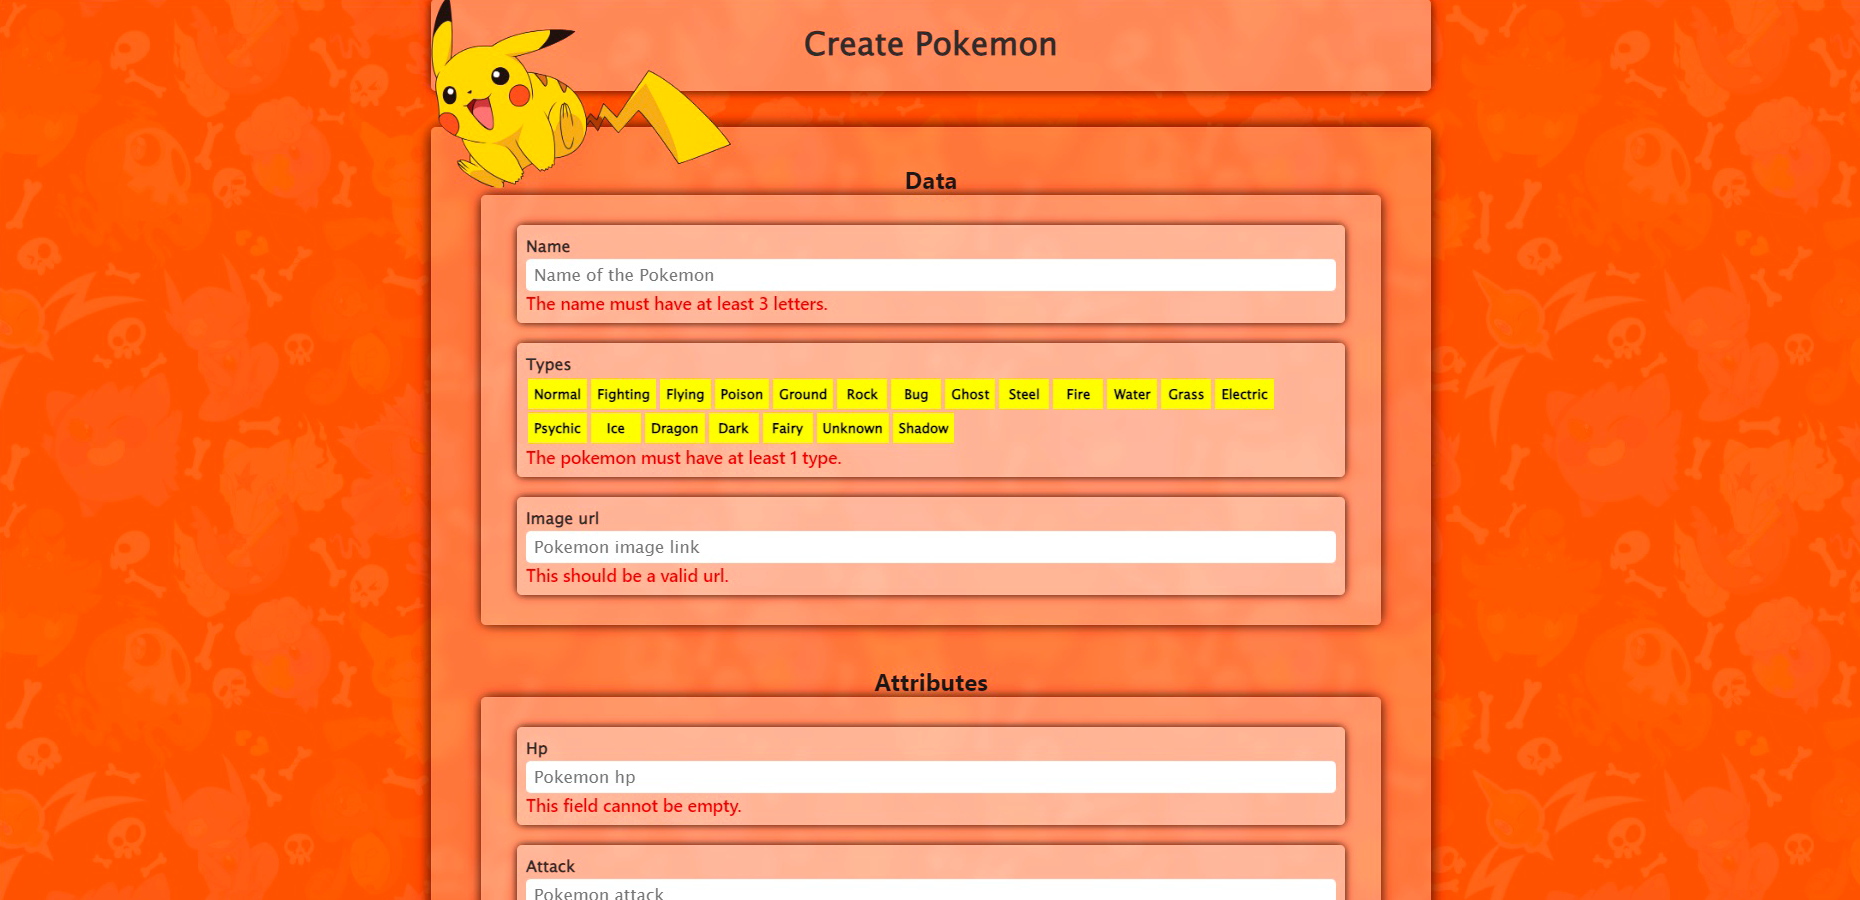 Create Pokemon
Data
Name
Name of the Pokemon
The name must have at least 3 letters.
Types
Normal Fighting Flying Poison Ground Rock Bug Ghost Steel Fire Water Grass Electric
Psychic Ice Dragon Dark Fairy Unknown Shadow
The pokemon must have at least 1 type.
Image url
Pokemon image link
This should be a valid url.
Attributes
Hp
Pokemon hp
This field cannot be empty.
Attack
Pokemon attack